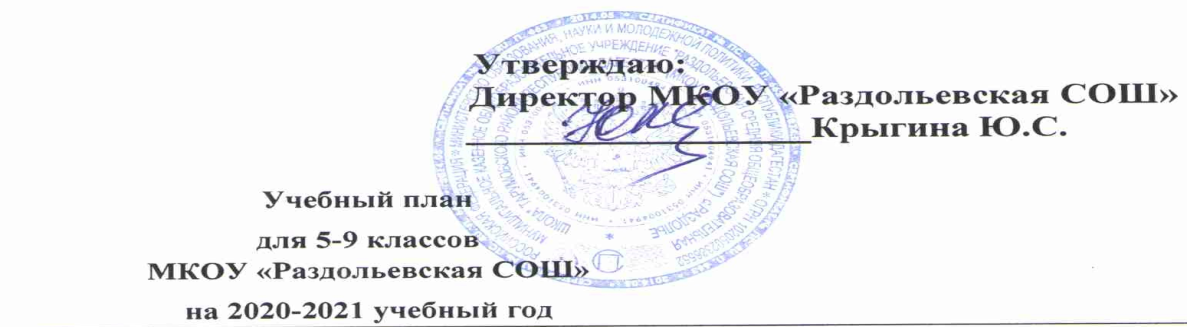 Утверждаю:
Директор МКОУ «Раздольевская СОШ»
Крыгина Ю.С.
Учебный план
для 5-9 классов
МКОУ «Раздольевская СОШ»
на 2020-2021 учебный год